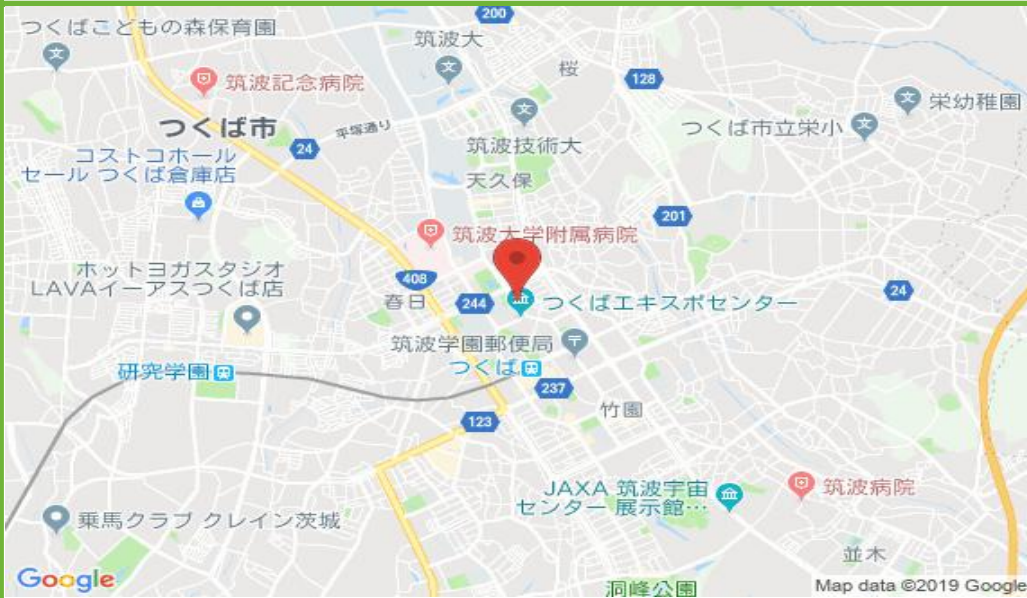 200
つくばこどもの森保育園
筑波大
桜
筑波記念病院
128
栄幼稚園
つくば市
平塚通り
つくば市立栄小
24
筑波技術大
コストコホール
セール つくば倉庫店
天久保
201
筑波大学附属病院
ホットヨガスタジオ
LAVAイーアスつくば店
408
春日
244
つくばエキスポセンター
24
筑波学園郵便局
つくば
研究学園
237
竹園
123
JAXA 筑波宇宙
センター 展示館…
筑波病院
乗馬クラブ クレイン茨城
並木
Google
洞峰公園
Map data ©2019 Google